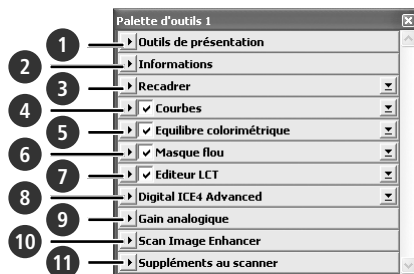 Palette d'outils 1
1 Outils de présentation
2 Informations
3 Recadrer
4 Courbes
5 Equilibre colorimétrique
6 Masque flou
7 Editeur LCT
8 Digital ICE4 Advanced
9 Gain analogique
10 Scan Image Enhancer
11 Suppléments au scanner